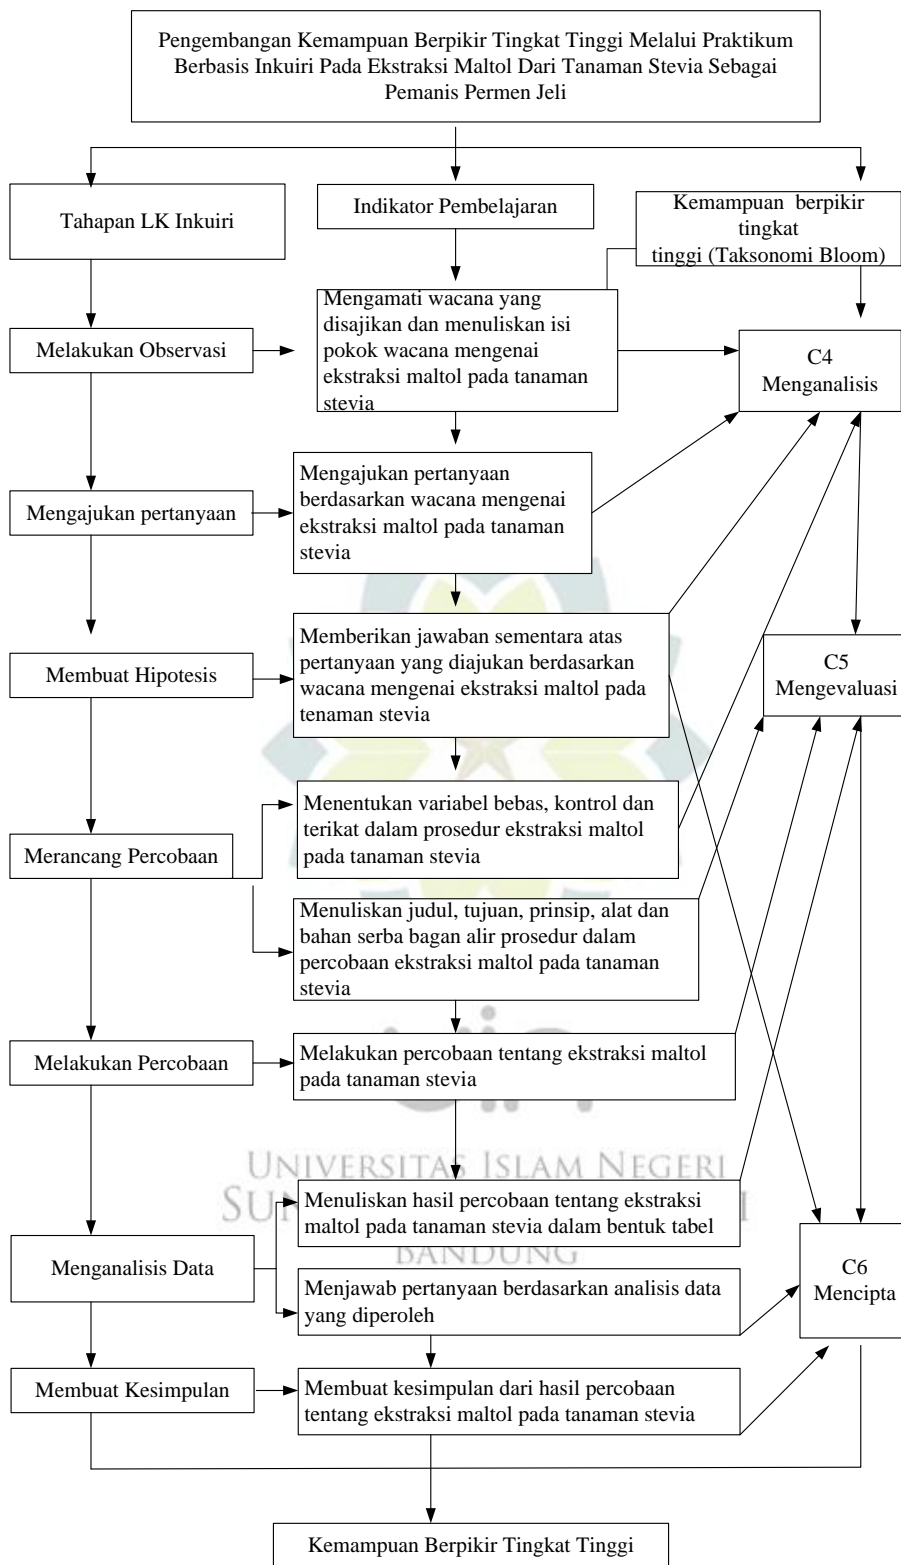 Pengembangan Kemampuan Berpikir Tingkat Tinggi Melalui Praktikum
Berbasis Inkuiri Pada Ekstraksi Maltol Dari Tanaman Stevia Sebagai
Pemanis Permen Jeli
Tahapan LK Inkuiri
Indikator Pembelajaran
Kemampuan berpikir
tingkat
tinggi (Taksonomi Bloom)
Melakukan Observasi
Mengamati wacana yang
disajikan dan menuliskan isi
pokok wacana mengenai
ekstraksi maltol pada tanaman
stevia
C4
Menganalisis
Mengajukan pertanyaan
Mengajukan pertanyaan
berdasarkan wacana mengenai
ekstraksi maltol pada tanaman
stevia
Membuat Hipotesis
Memberikan jawaban sementara atas
pertanyaan yang diajukan berdasarkan
wacana mengenai ekstraksi maltol pada
tenaman stevia
C5
Mengevaluasi
Merancang Percobaan
Menentukan variabel bebas, kontrol dan
terikat dalam prosedur ekstraksi maltol
pada tanaman stevia
Menuliskan judul, tujuan, prinsip, alat dan
bahan serba bagan alir prosedur dalam
percobaan ekstraksi maltol pada tanaman
stevia
Melakukan Percobaan
Melakukan percobaan tentang ekstraksi maltol
pada tanaman stevia
UNIVERSITAS ISLAM NEGERI
BANDUNG
Menganalisis Data
Menuliskan hasil percobaan tentang ekstraksi
maltol pada tanaman stevia dalam bentuk tabel
Menjawab pertanyaan berdasarkan analisis data
yang diperoleh
C6
Mencipta
Membuat Kesimpulan
Membuat kesimpulan dari hasil percobaan
tentang ekstraksi maltol pada tanaman stevia
Kemampuan Berpikir Tingkat Tinggi